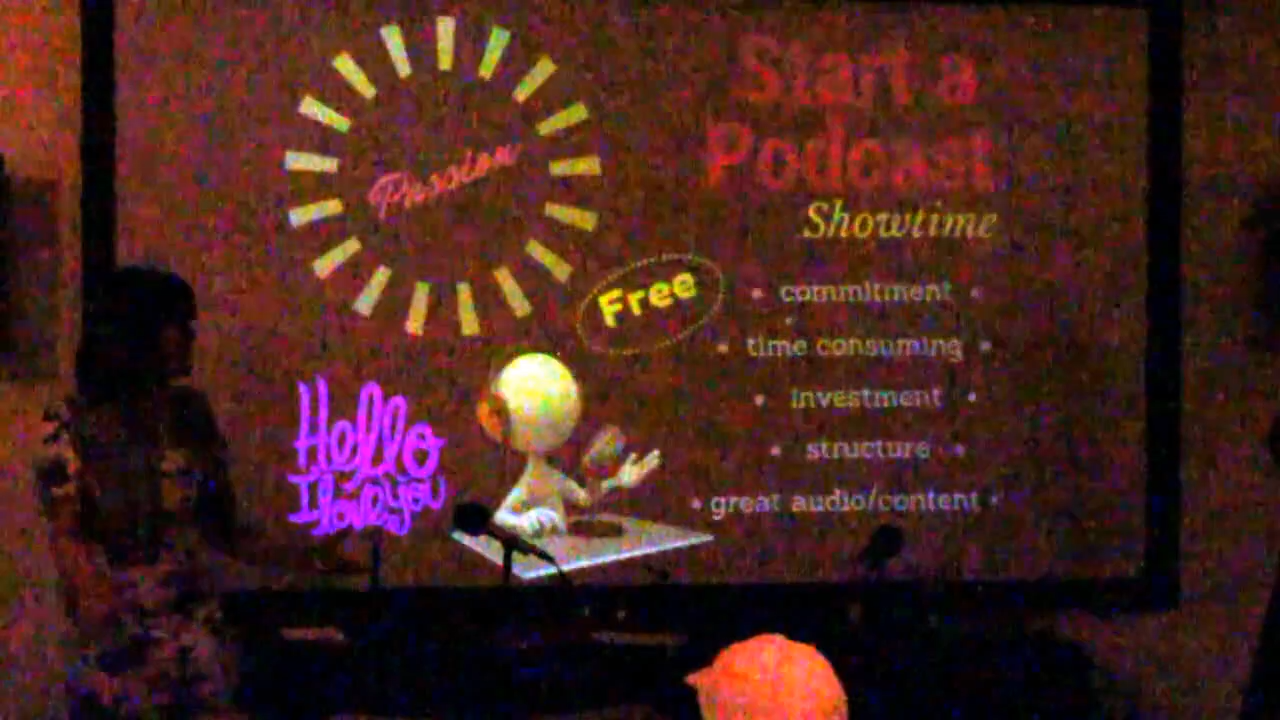 Passion
Start a
Podcast
Showtime
Free
• commitment •
• time consuming •
• investment •
• structure •
• great audio/content •
Hello
I love you